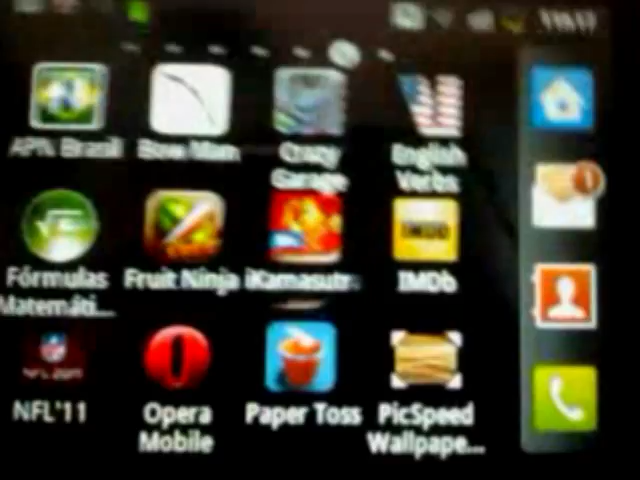 APN Brasil
Bow Man
Crazy
Garage
English
Verbs
Fórmulas
Matemáti...
Fruit Ninja
iKamasutr...
IMDb
IMDb
NFL'11
Opera
Mobile
Paper Toss
PicSpeed
Wallpape...